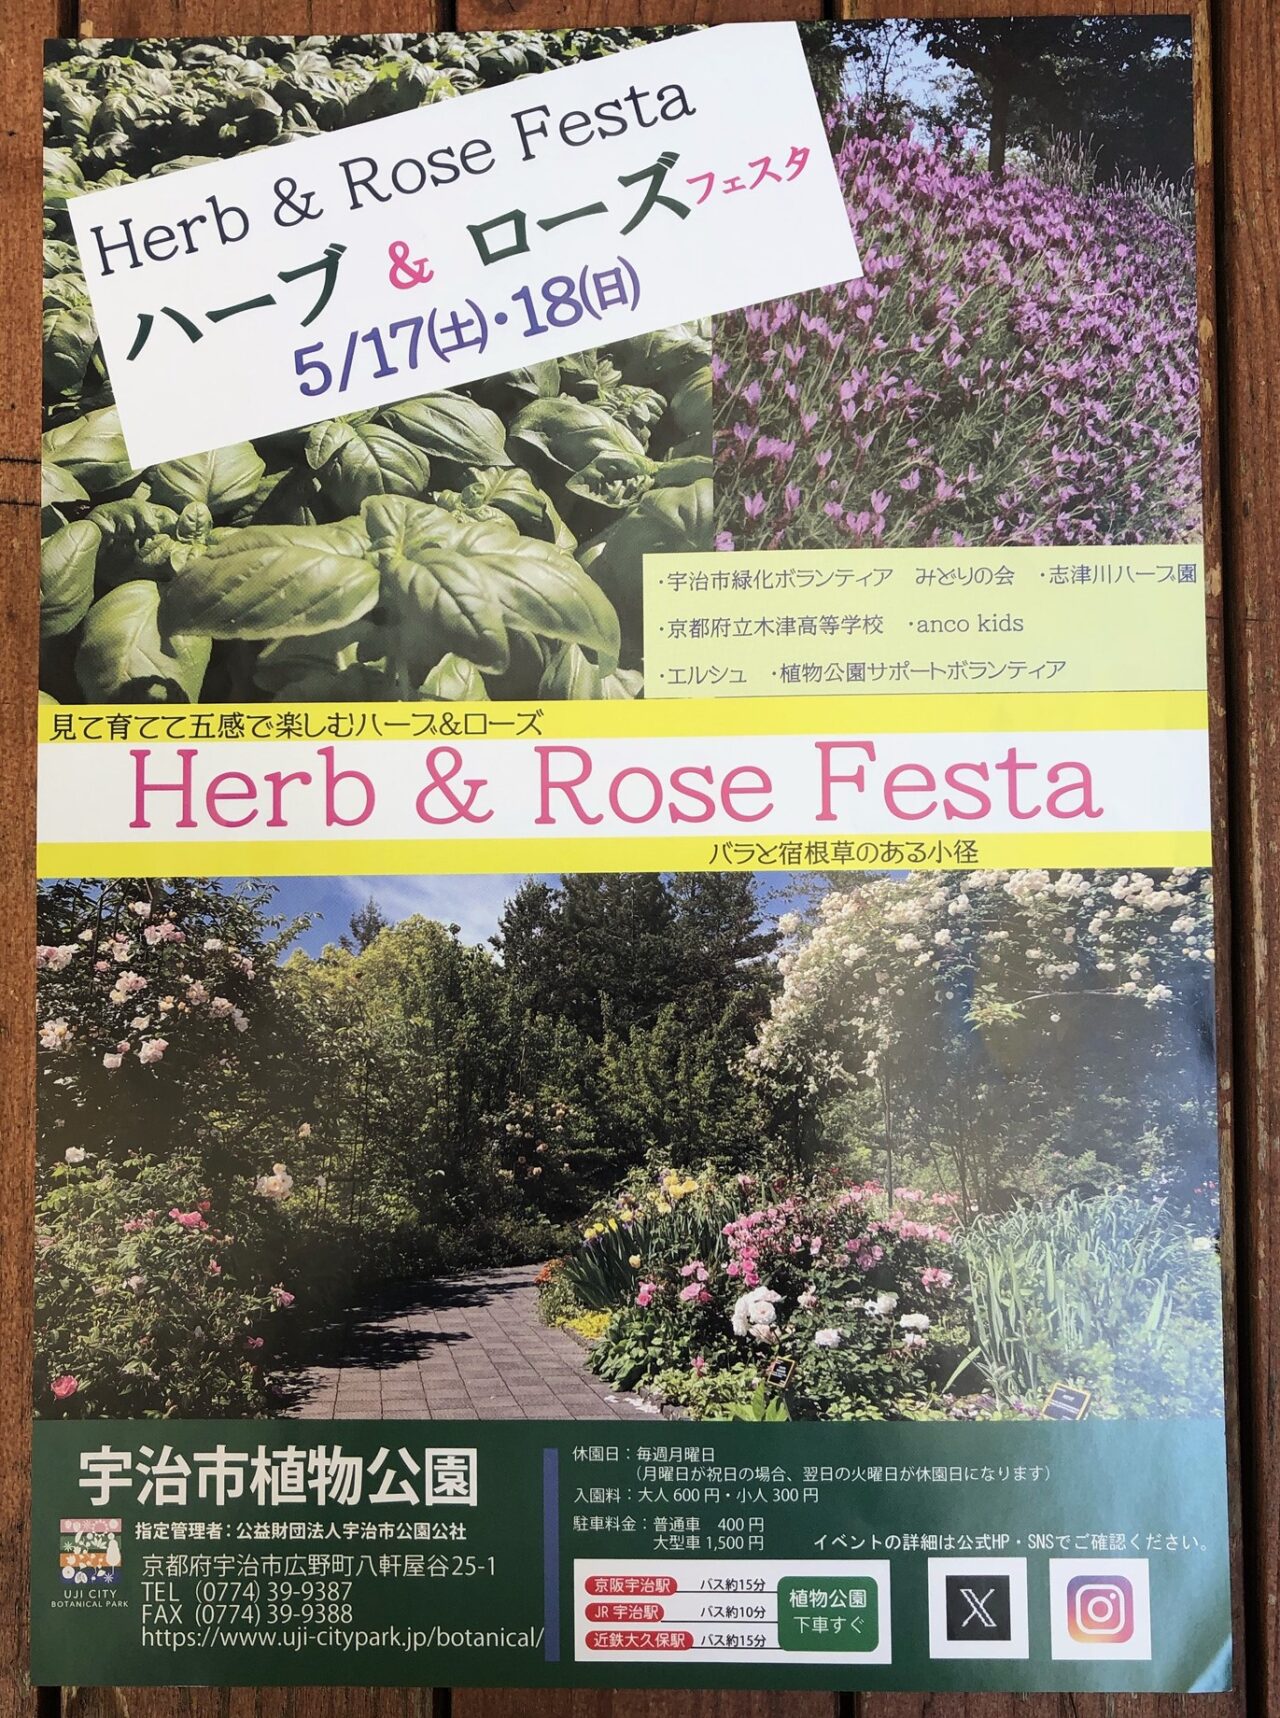 Herb & Rose Festa
ハーブ & ローズフェスタ
5/17(土)・18(日)
・宇治市緑化ボランティア　みどりの会　・志津川ハーブ園
・京都府立木津高等学校　・anco kids
・エルシュ　・植物公園サポートボランティア
見て育てて五感で楽しむハーブ&ローズ
Herb & Rose Festa
バラと宿根草のある小径
宇治市植物公園
指定管理者：公益財団法人宇治市公園公社
UJI CITY
BOTANICAL PARK
京都府宇治市広野町八軒屋谷25-1
TEL (0774) 39-9387
FAX (0774) 39-9388
https://www.uji-citypark.jp/botanical/
休園日：毎週月曜日
（月曜日が祝日の場合、翌日の火曜日が休園日になります）
入園料：大人 600 円・小人 300 円
駐車料金：普通車　400 円
大型車 1,500 円
イベントの詳細は公式HP・SNSでご確認ください。
京阪宇治駅　バス約15分
JR 宇治駅　バス約10分
近鉄大久保駅　バス約15分
植物公園
下車すぐ